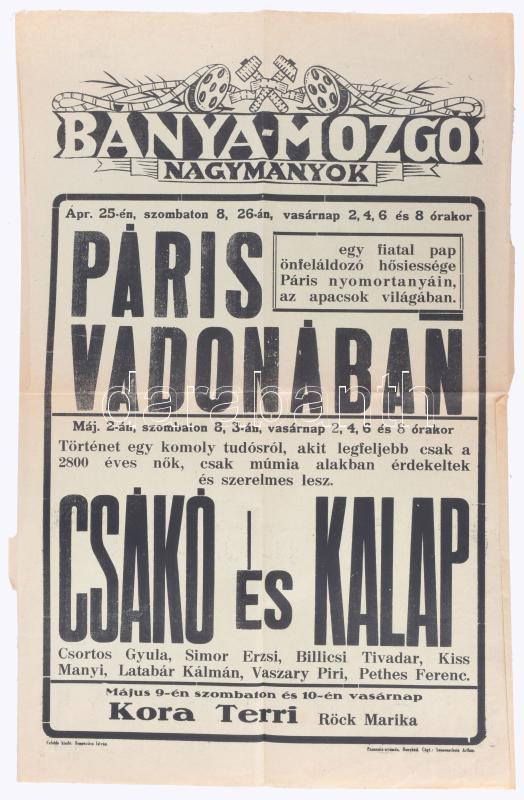 BÁNYA-MOZGÓ
NAGYMÁNYOK
Ápr. 25-én, szombaton 8, 26-án, vasárnap 2, 4, 6 és 8 órakor
PÁRIS
egy fiatal pap
önfeláldozó hősiessége
Páris nyomortanyáin,
az apacsok világában.
VADONÁBAN
darabanth
Máj. 2-án, szombaton 8, 3-án, vasárnap 2, 4, 6 és 8 órakor
Történet egy komoly tudósról, akit legfeljebb csak a
2800 éves nők, csak múmia alakban érdekeltek
és szerelmes lesz.
CSÁKÓ ÉS KALAP
Csortos Gyula, Simor Erzsi, Billicsi Tivadar, Kiss
Manyi, Latabár Kálmán, Vaszary Piri, Pethes Ferenc.
Május 9-én szombaton és 10-én vasárnap
Kora Terri Röck Marika
Felelős kiadó: